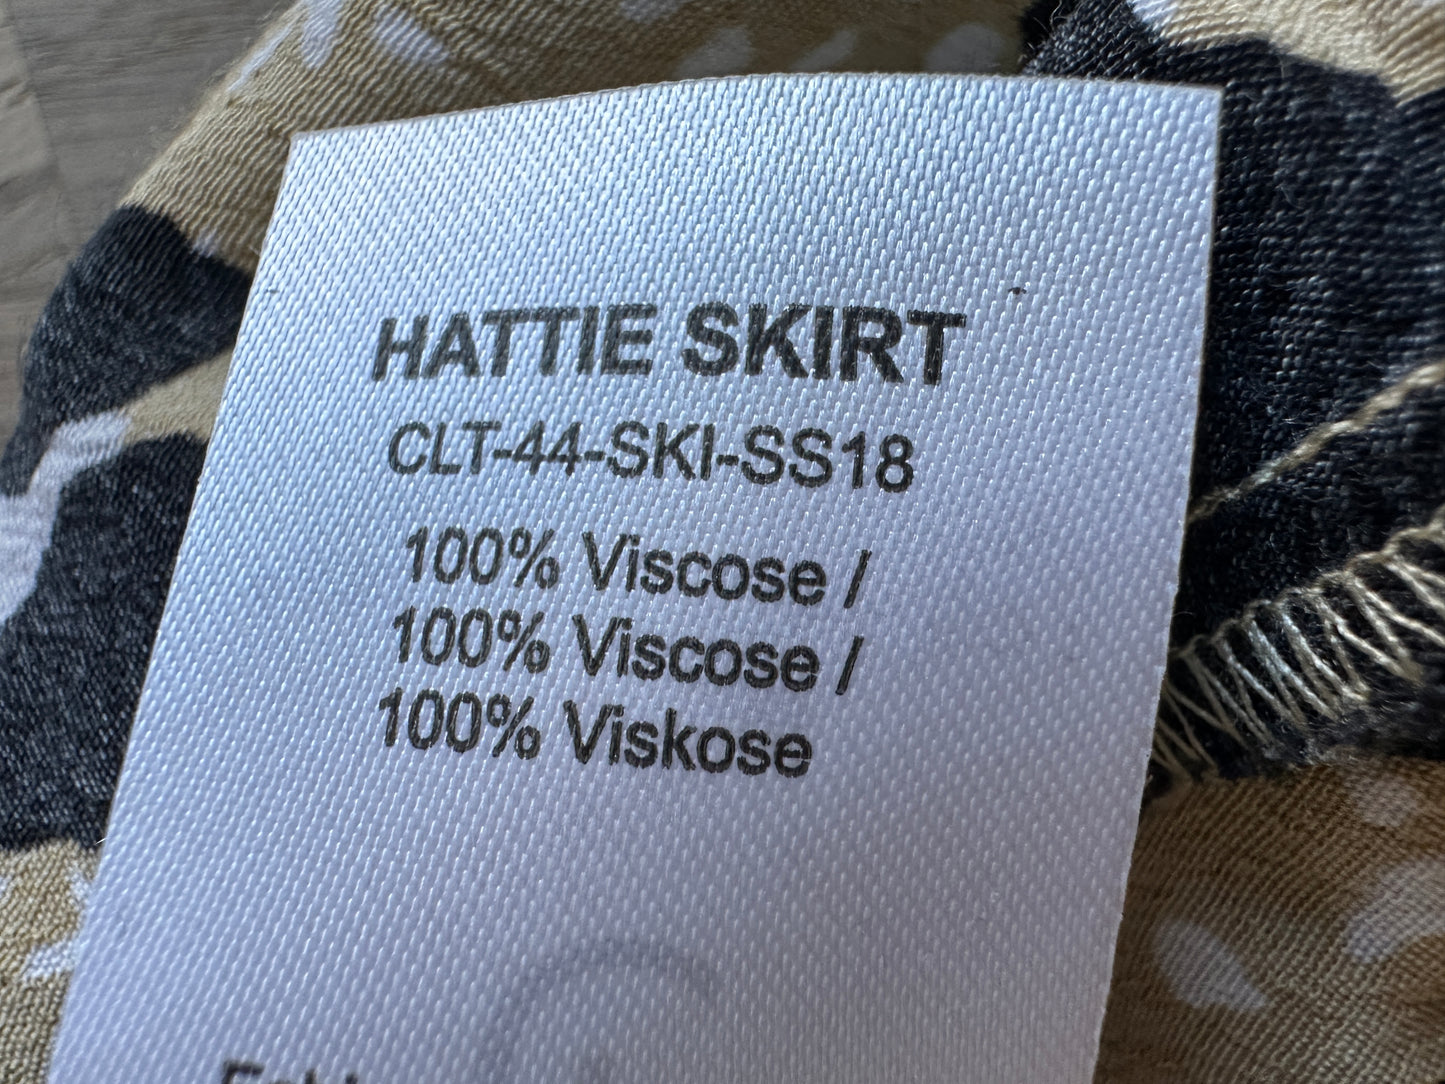 HATTIE SKIRT
CLT-44-SKI-SS18
100% Viscose /
100% Viscose /
100% Viskose